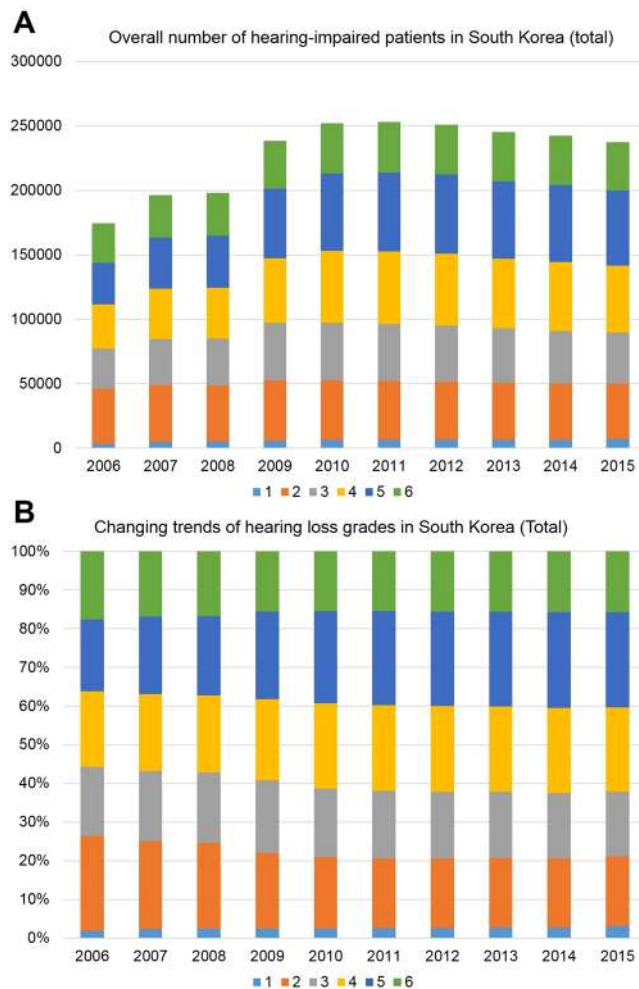 A
Overall number of hearing-impaired patients in South Korea (total)
300000
250000
200000
150000
100000
50000
0
2006 2007 2008 2009 2010 2011 2012 2013 2014 2015
1 2 3 4 5 6
B
Changing trends of hearing loss grades in South Korea (Total)
100%
90%
80%
70%
60%
50%
40%
30%
20%
10%
0%
2006 2007 2008 2009 2010 2011 2012 2013 2014 2015
1 2 3 4 5 6